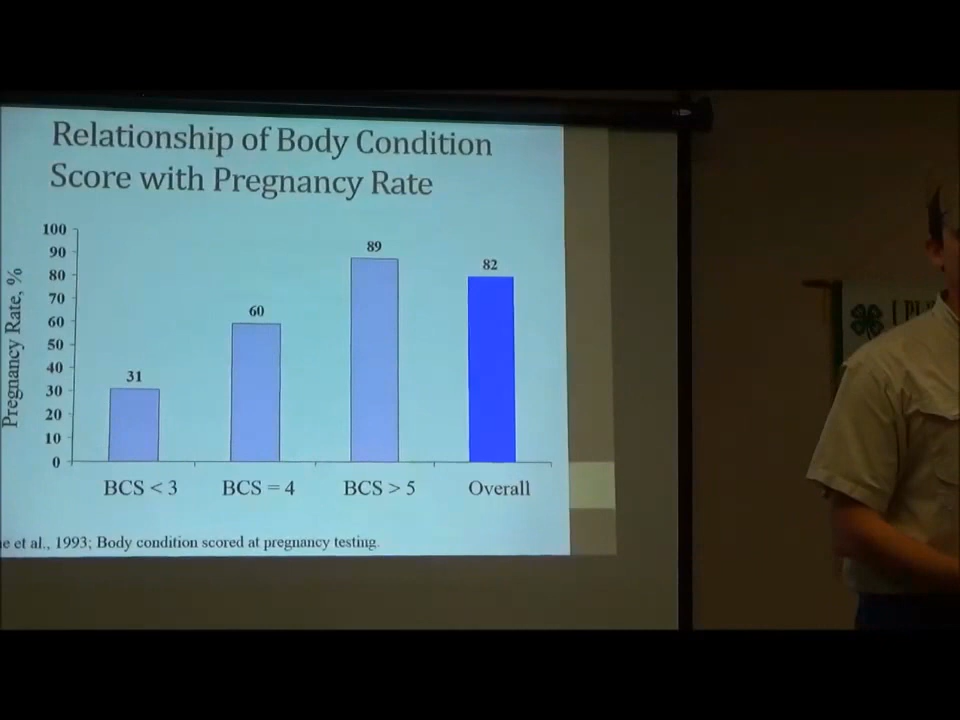 Relationship of Body Condition
Score with Pregnancy Rate
Pregnancy Rate, %
100
90
80
70
60
50
40
30
20
10
0
31
60
89
82
BCS < 3
BCS = 4
BCS > 5
Overall
et al., 1993; Body condition scored at pregnancy testing.
I